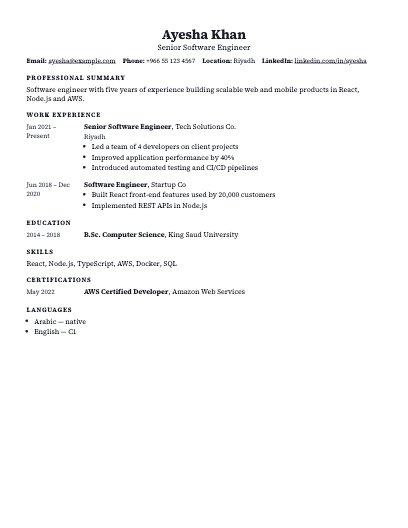 Ayesha Khan
Senior Software Engineer
Email: ayesha@example.com Phone: +966 55 123 4567 Location: Riyadh LinkedIn: linkedin.com/in/ayesha
PROFESSIONAL SUMMARY
Software engineer with five years of experience building scalable web and mobile products in React,
Node.js and AWS.
WORK EXPERIENCE
Jan 2021 – Present
Senior Software Engineer, Tech Solutions Co.
Riyadh
• Led a team of 4 developers on client projects
• Improved application performance by 40%
• Introduced automated testing and CI/CD pipelines
Jun 2018 – Dec 2020
Software Engineer, Startup Co
• Built React front-end features used by 20,000 customers
• Implemented REST APIs in Node.js
EDUCATION
2014 – 2018 B.Sc. Computer Science, King Saud University
SKILLS
React, Node.js, TypeScript, AWS, Docker, SQL
CERTIFICATIONS
May 2022 AWS Certified Developer, Amazon Web Services
LANGUAGES
• Arabic — native
• English — C1